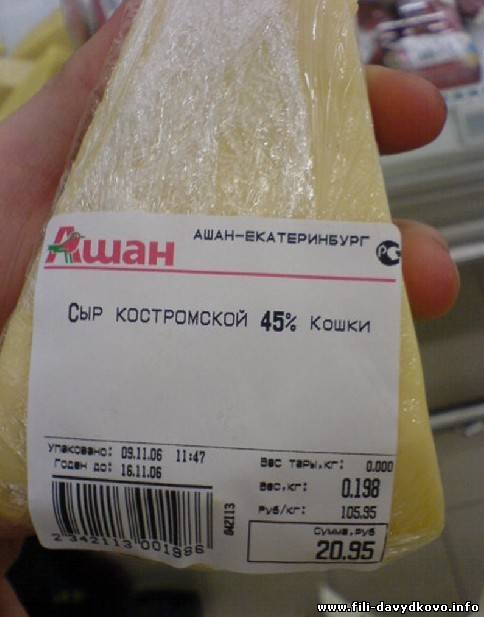 Ашан
АШАН-ЕКАТЕРИНБУРГ
РС
Сыр костромской 45% Кошки
Упаковано: 09.11.06 11:47
Годен до: 16.11.06
Вес тары,кг: 0.000
Вес,кг: 0.198
Руб/кг: 105.95
Сумма,руб
20.95
2 342113 001986
042113
www.fili-davydkovo.info